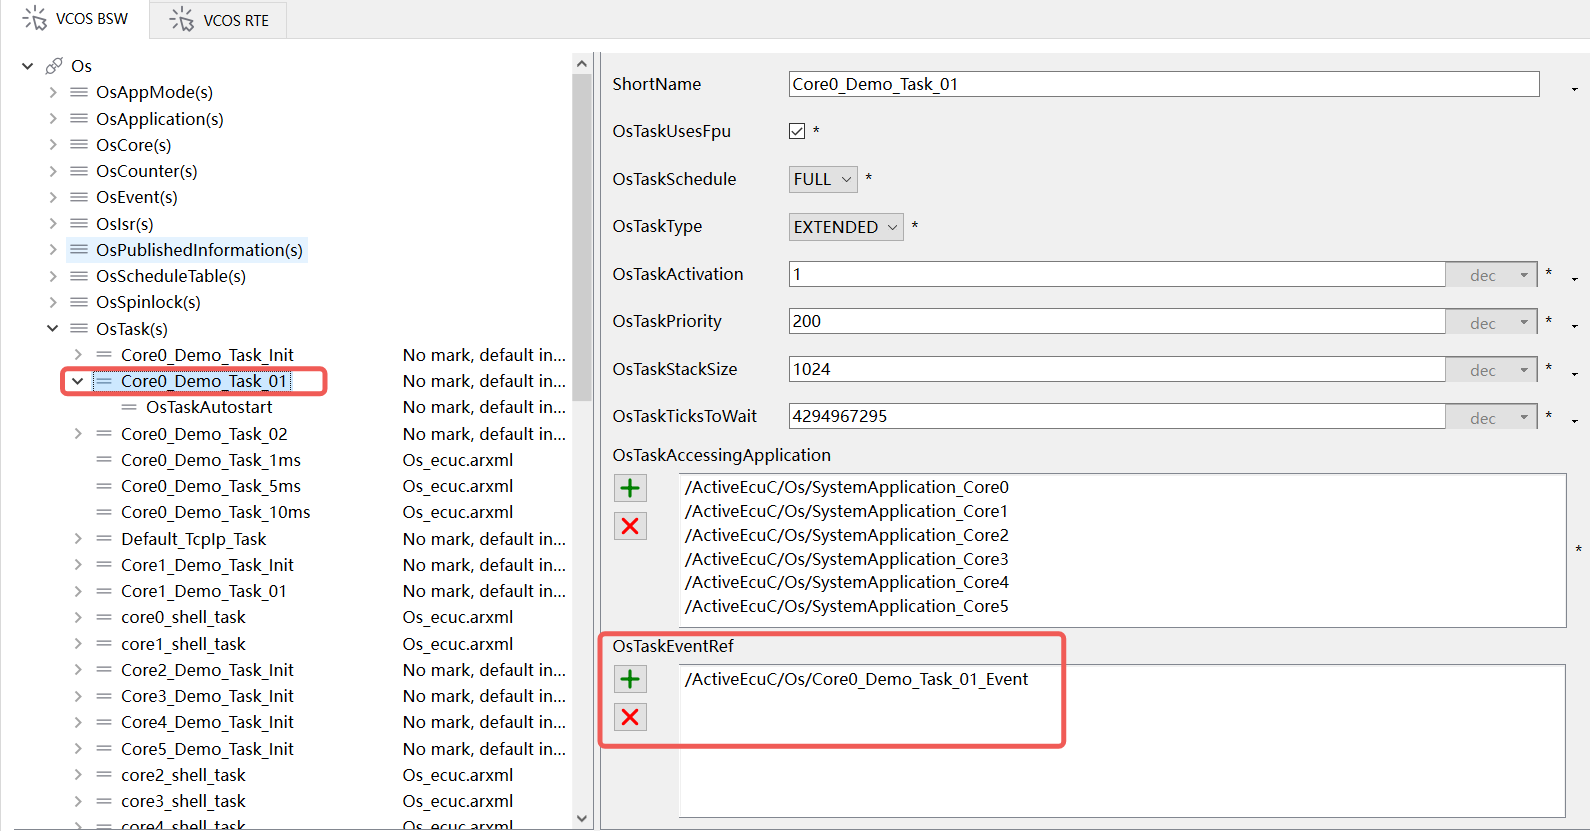 VCOS BSW
VCOS RTE
Os
OsAppMode(s)
OsApplication(s)
OsCore(s)
OsCounter(s)
OsEvent(s)
OsIsr(s)
OsPublishedInformation(s)
OsScheduleTable(s)
OsSpinlock(s)
OsTask(s)
Core0_Demo_Task_Init No mark, default in...
Core0_Demo_Task_01 No mark, default in...
OsTaskAutostart No mark, default in...
Core0_Demo_Task_02 No mark, default in...
Core0_Demo_Task_1ms Os_ecuc.arxml
Core0_Demo_Task_5ms Os_ecuc.arxml
Core0_Demo_Task_10ms Os_ecuc.arxml
Default_TcpIp_Task No mark, default in...
Core1_Demo_Task_Init No mark, default in...
Core1_Demo_Task_01 No mark, default in...
core0_shell_task Os_ecuc.arxml
core1_shell_task Os_ecuc.arxml
Core2_Demo_Task_Init No mark, default in...
Core3_Demo_Task_Init No mark, default in...
Core4_Demo_Task_Init No mark, default in...
Core5_Demo_Task_Init No mark, default in...
core2_shell_task Os_ecuc.arxml
core3_shell_task Os_ecuc.arxml
core4_shell_task Os_ecuc.arxml
ShortName Core0_Demo_Task_01
OsTaskUsesFpu *
OsTaskSchedule FULL *
OsTaskType EXTENDED *
OsTaskActivation 1 dec *
OsTaskPriority 200 dec *
OsTaskStackSize 1024 dec *
OsTaskTicksToWait 4294967295 dec *
OsTaskAccessingApplication
/ActiveEcuC/Os/SystemApplication_Core0
/ActiveEcuC/Os/SystemApplication_Core1
/ActiveEcuC/Os/SystemApplication_Core2
/ActiveEcuC/Os/SystemApplication_Core3
/ActiveEcuC/Os/SystemApplication_Core4
/ActiveEcuC/Os/SystemApplication_Core5
*
OsTaskEventRef
/ActiveEcuC/Os/Core0_Demo_Task_01_Event